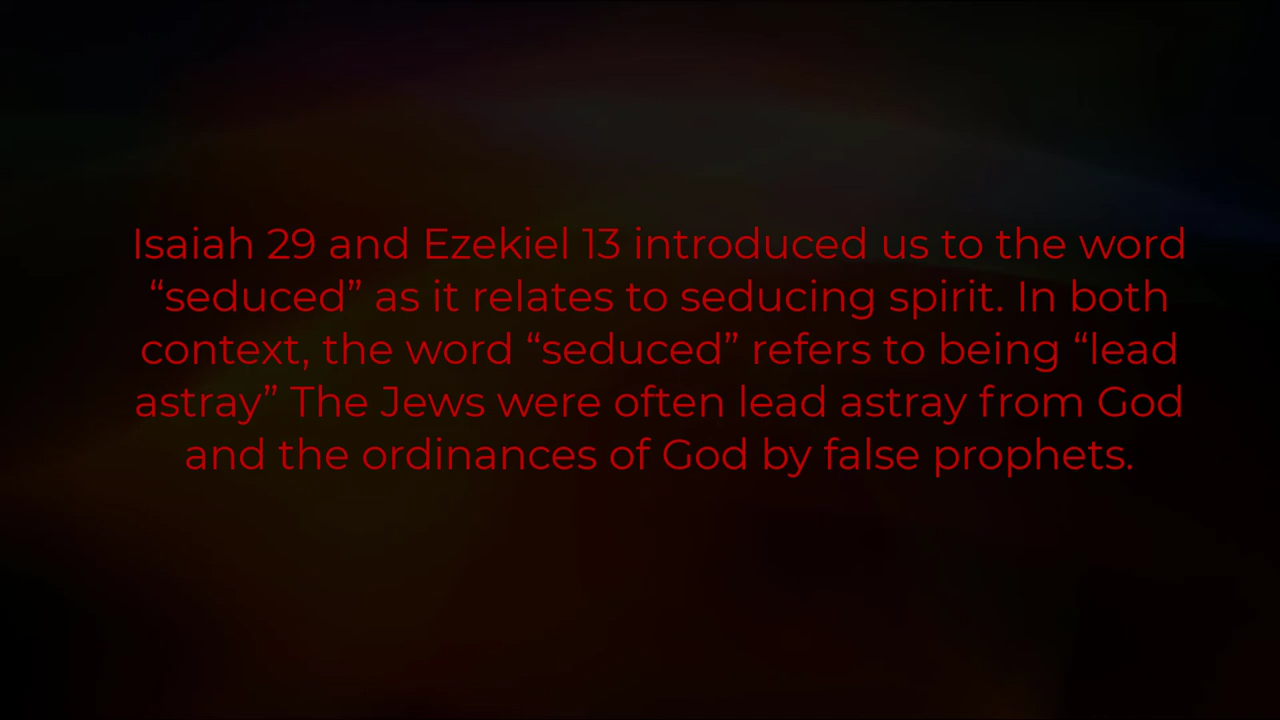 Isaiah 29 and Ezekiel 13 introduced us to the word
“seduced” as it relates to seducing spirit. In both
context, the word “seduced” refers to being “lead
astray” The Jews were often lead astray from God
and the ordinances of God by false prophets.